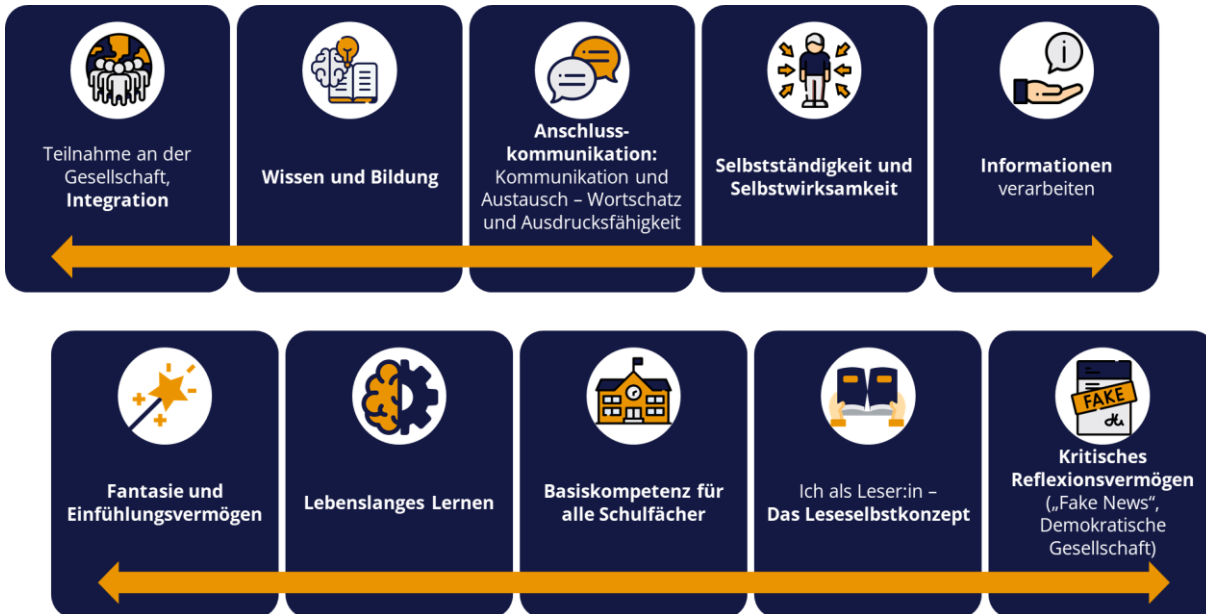 Teilnahme an der
Gesellschaft,
Integration
Wissen und Bildung
Anschluss-
kommunikation:
Kommunikation und
Austausch – Wortschatz
und Ausdrucksfähigkeit
Selbstständigkeit und
Selbstwirksamkeit
i
Informationen
verarbeiten
Fantasie und
Einfühlungsvermögen
Lebenslanges Lernen
Basiskompetenz für
alle Schulfächer
Ich als Leser:in –
Das Leseselbstkonzept
FAKE
Kritisches
Reflexionsvermögen
(„Fake News“,
Demokratische
Gesellschaft)